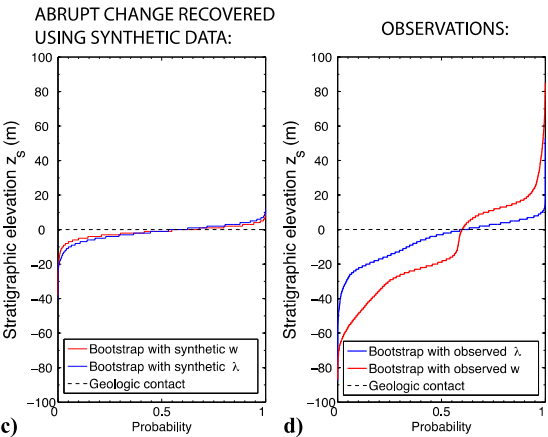 ABRUPT CHANGE RECOVERED
USING SYNTHETIC DATA:
OBSERVATIONS:
Stratigraphic elevation z_s (m)
100
80
60
40
20
0
−20
−40
−60
−80
−100
Bootstrap with synthetic w
Bootstrap with synthetic λ
Geologic contact
0
0.5
1
Probability
c)
Stratigraphic elevation z_s (m)
100
80
60
40
20
0
−20
−40
−60
−80
−100
Bootstrap with observed λ
Bootstrap with observed w
Geologic contact
0
0.5
1
Probability
d)